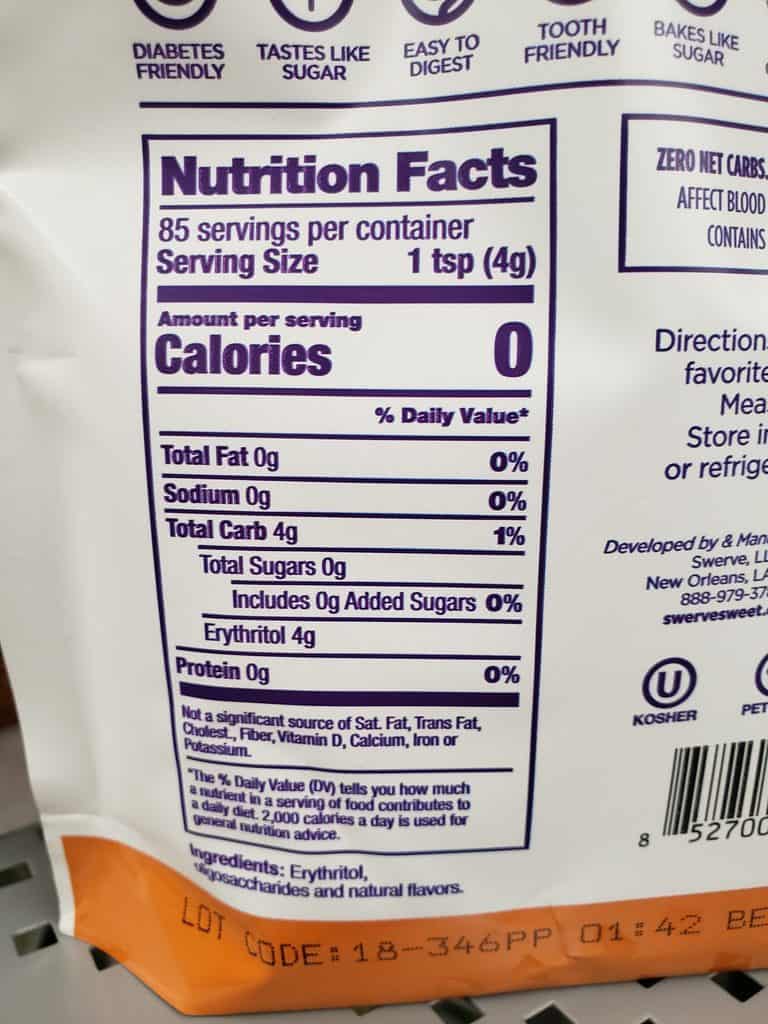 DIABETES FRIENDLY
TASTES LIKE SUGAR
EASY TO DIGEST
TOOTH FRIENDLY
BAKES LIKE SUGAR
Nutrition Facts
85 servings per container
Serving Size 1 tsp (4g)
Amount per serving
Calories 0
% Daily Value*
Total Fat 0g 0%
Sodium 0g 0%
Total Carb 4g 1%
Total Sugars 0g
Includes 0g Added Sugars 0%
Erythritol 4g
Protein 0g 0%
Not a significant source of Sat. Fat, Trans Fat,
Cholest., Fiber, Vitamin D, Calcium, Iron or
Potassium.
*The % Daily Value (DV) tells you how much
a nutrient in a serving of food contributes to
a daily diet. 2,000 calories a day is used for
general nutrition advice.
Ingredients: Erythritol,
oligosaccharides and natural flavors.
LOT CODE: 18-346PP 01:42 BE
ZERO NET CARBS.
AFFECT BLOOD
CONTAINS
Direction
favorite
Mea
Store i
or refrige
Developed by & Man
Swerve, LL
New Orleans, LA
888-979-37
swervesweet.
U
KOSHER
PET
8 52700